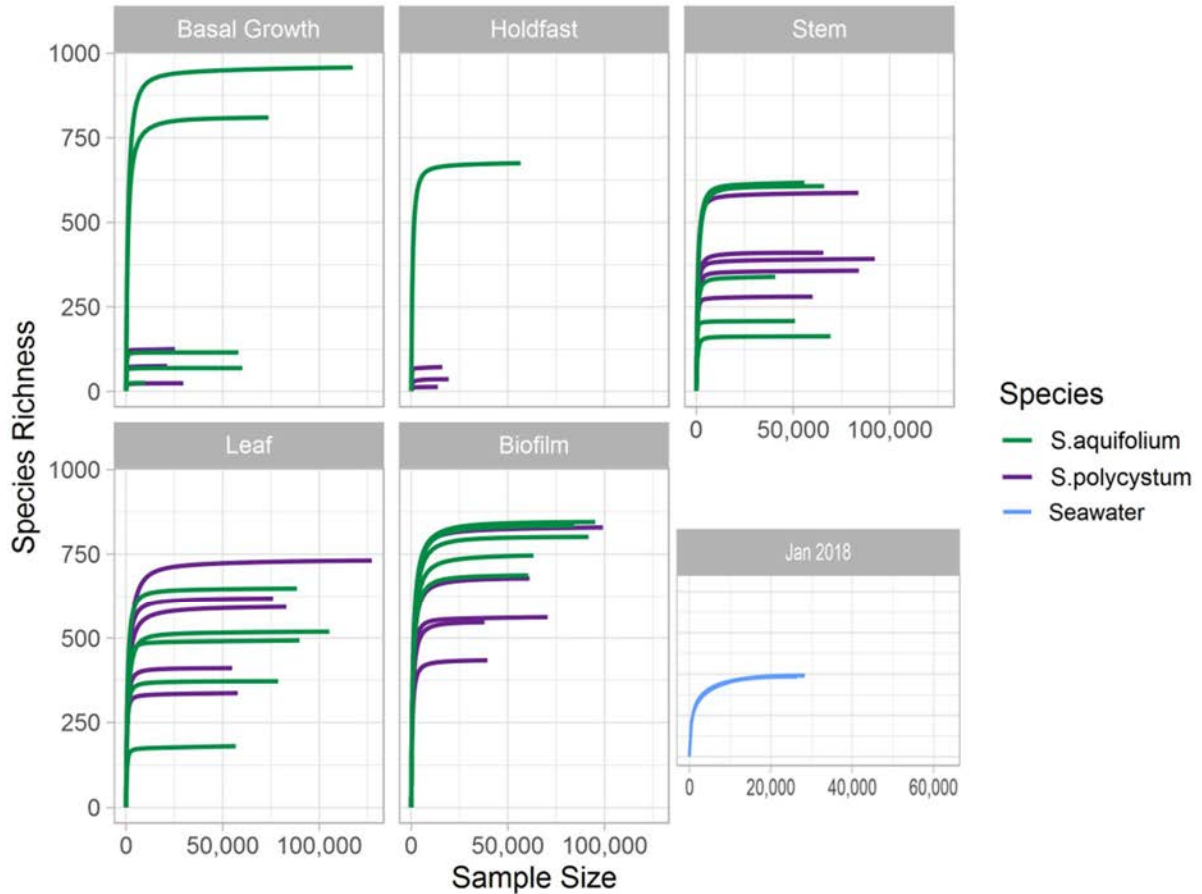 Basal Growth
Holdfast
Stem
1000
750
500
250
0
0
50,000
100,000
Species Richness
Leaf
Biofilm
1000
750
500
250
0
0
50,000
100,000
0
50,000
100,000
Sample Size
Jan 2018
0
20,000
40,000
60,000
Species
S.aquifolium
S.polycystum
Seawater